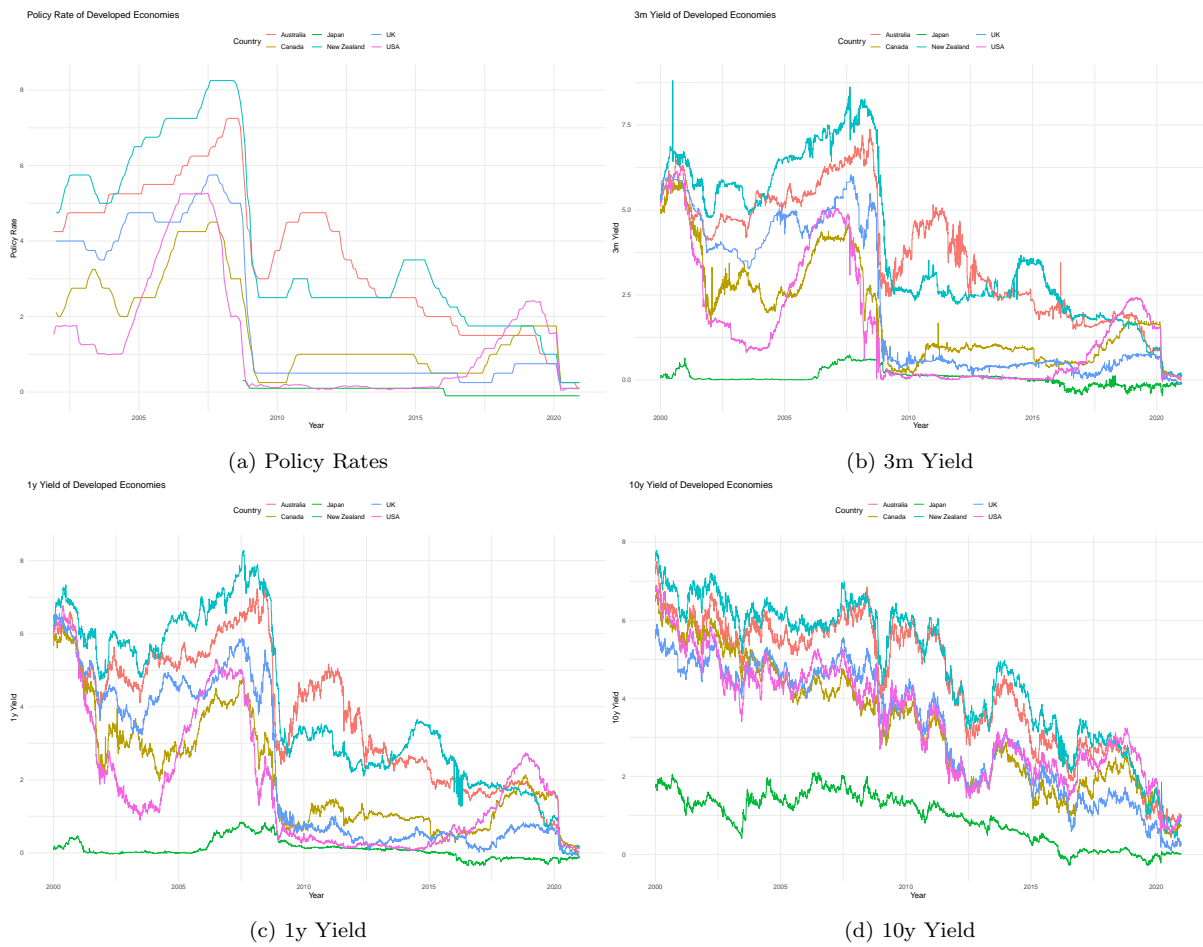 Policy Rate of Developed Economies
Country
Australia Japan UK
Canada New Zealand USA
8
6
4
2
0
Policy Rate
2005 2010 2015 2020
Year
(a) Policy Rates
3m Yield of Developed Economies
Country
Australia Japan UK
Canada New Zealand USA
7.5
5.0
2.5
0.0
3m Yield
2000 2005 2010 2015 2020
Year
(b) 3m Yield
1y Yield of Developed Economies
Country
Australia Japan UK
Canada New Zealand USA
8
6
4
2
0
1y Yield
2000 2005 2010 2015 2020
Year
(c) 1y Yield
10y Yield of Developed Economies
Country
Australia Japan UK
Canada New Zealand USA
8
6
4
2
0
10y Yield
2000 2005 2010 2015 2020
Year
(d) 10y Yield